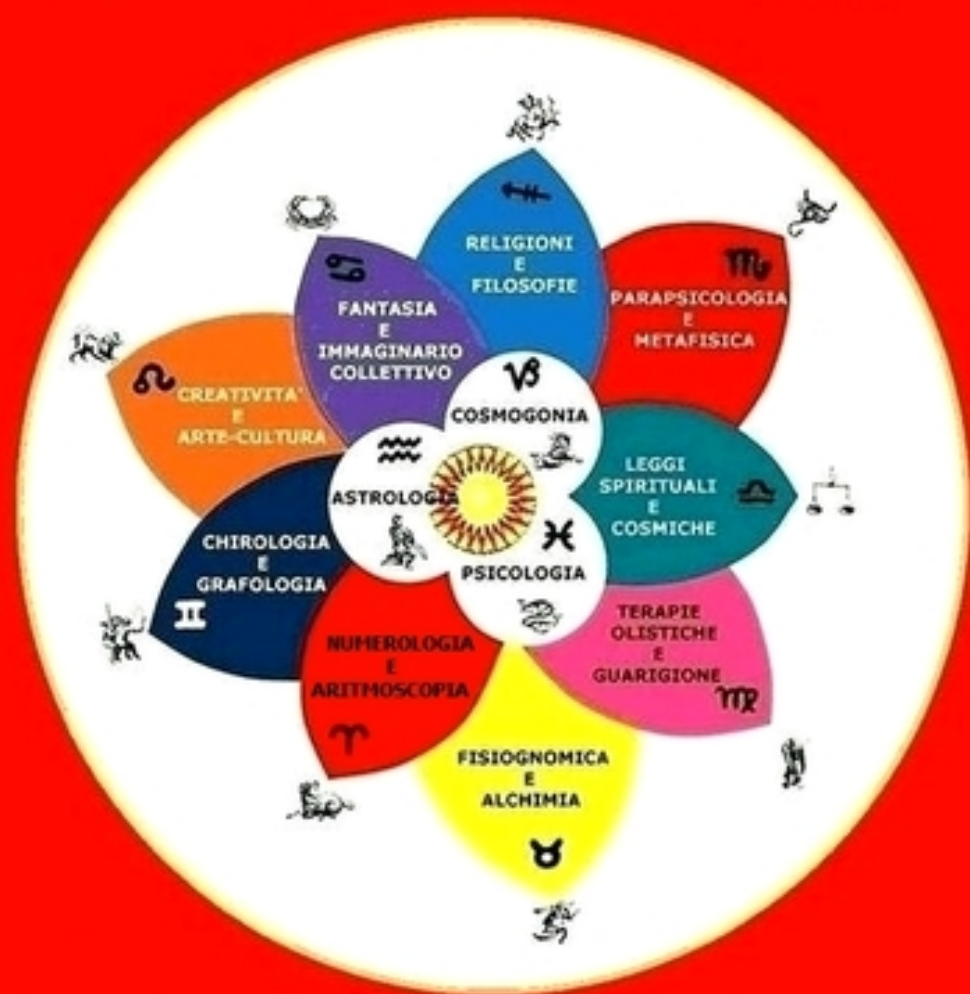 RELIGIONI
E
FILOSOFIE
PARAPSICOLOGIA
E
METAFISICA
FANTASIA
E
IMMAGINARIO
COLLETTIVO
CREATIVITA'
E
ARTE-CULTURA
COSMOGONIA
LEGGI
SPIRITUALI
E
COSMICHE
ASTROLOGIA
PSICOLOGIA
CHIROLOGIA
E
GRAFOLOGIA
TERAPIE
OLISTICHE
E
GUARIGIONE
NUMEROLOGIA
E
ARITMOSCOPIA
FISIOGNOMICA
E
ALCHIMIA